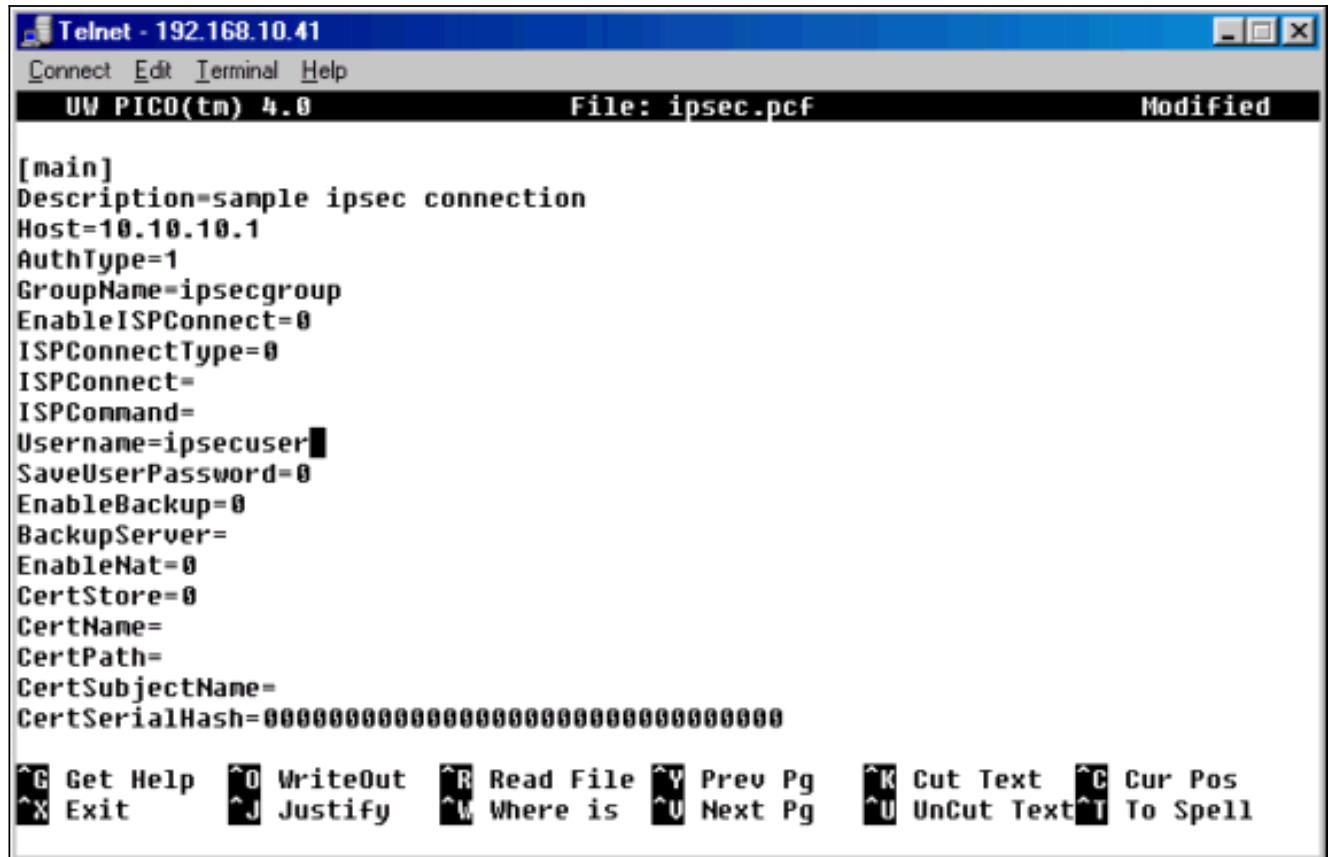 Telnet - 192.168.10.41
Connect Edit Terminal Help
UW PICO(tm) 4.0 File: ipsec.pcf Modified
[main]
Description=sample ipsec connection
Host=10.10.10.1
AuthType=1
GroupName=ipsecgroup
EnableISPConnect=0
ISPConnectType=0
ISPConnect=
ISPCommand=
Username=ipsecuser
SaveUserPassword=0
EnableBackup=0
BackupServer=
EnableNat=0
CertStore=0
CertName=
CertPath=
CertSubjectName=
CertSerialHash=00000000000000000000000000000000
^G Get Help ^O WriteOut ^R Read File ^Y Prev Pg ^K Cut Text ^C Cur Pos
^X Exit ^J Justify ^W Where is ^V Next Pg ^U UnCut Text ^T To Spell